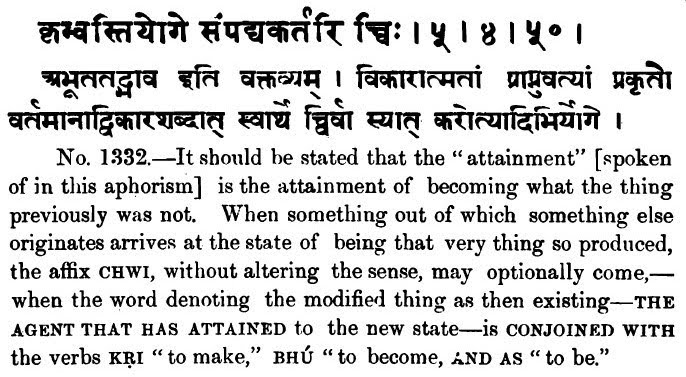 कृभ्वस्तियोगे संपद्यकर्तरि च्विः । ५ । ४ । ५० ।
अभूततद्भाव इति वक्तव्यम् । विकारात्मतां प्राप्नुवत्यां प्रकृतौ
वर्तमानाद्विकारशब्दात् स्वार्थे च्विर्वा स्यात् करोत्यादिभिर्योगे ।
No. 1332.—It should be stated that the “attainment” [spoken
of in this aphorism] is the attainment of becoming what the thing
previously was not. When something out of which something else
originates arrives at the state of being that very thing so produced,
the affix CHWI, without altering the sense, may optionally come,—
when the word denoting the modified thing as then existing—THE
AGENT THAT HAS ATTAINED to the new state—is CONJOINED WITH
the verbs KṚI “to make,” BHÚ “to become, AND AS “to be.”